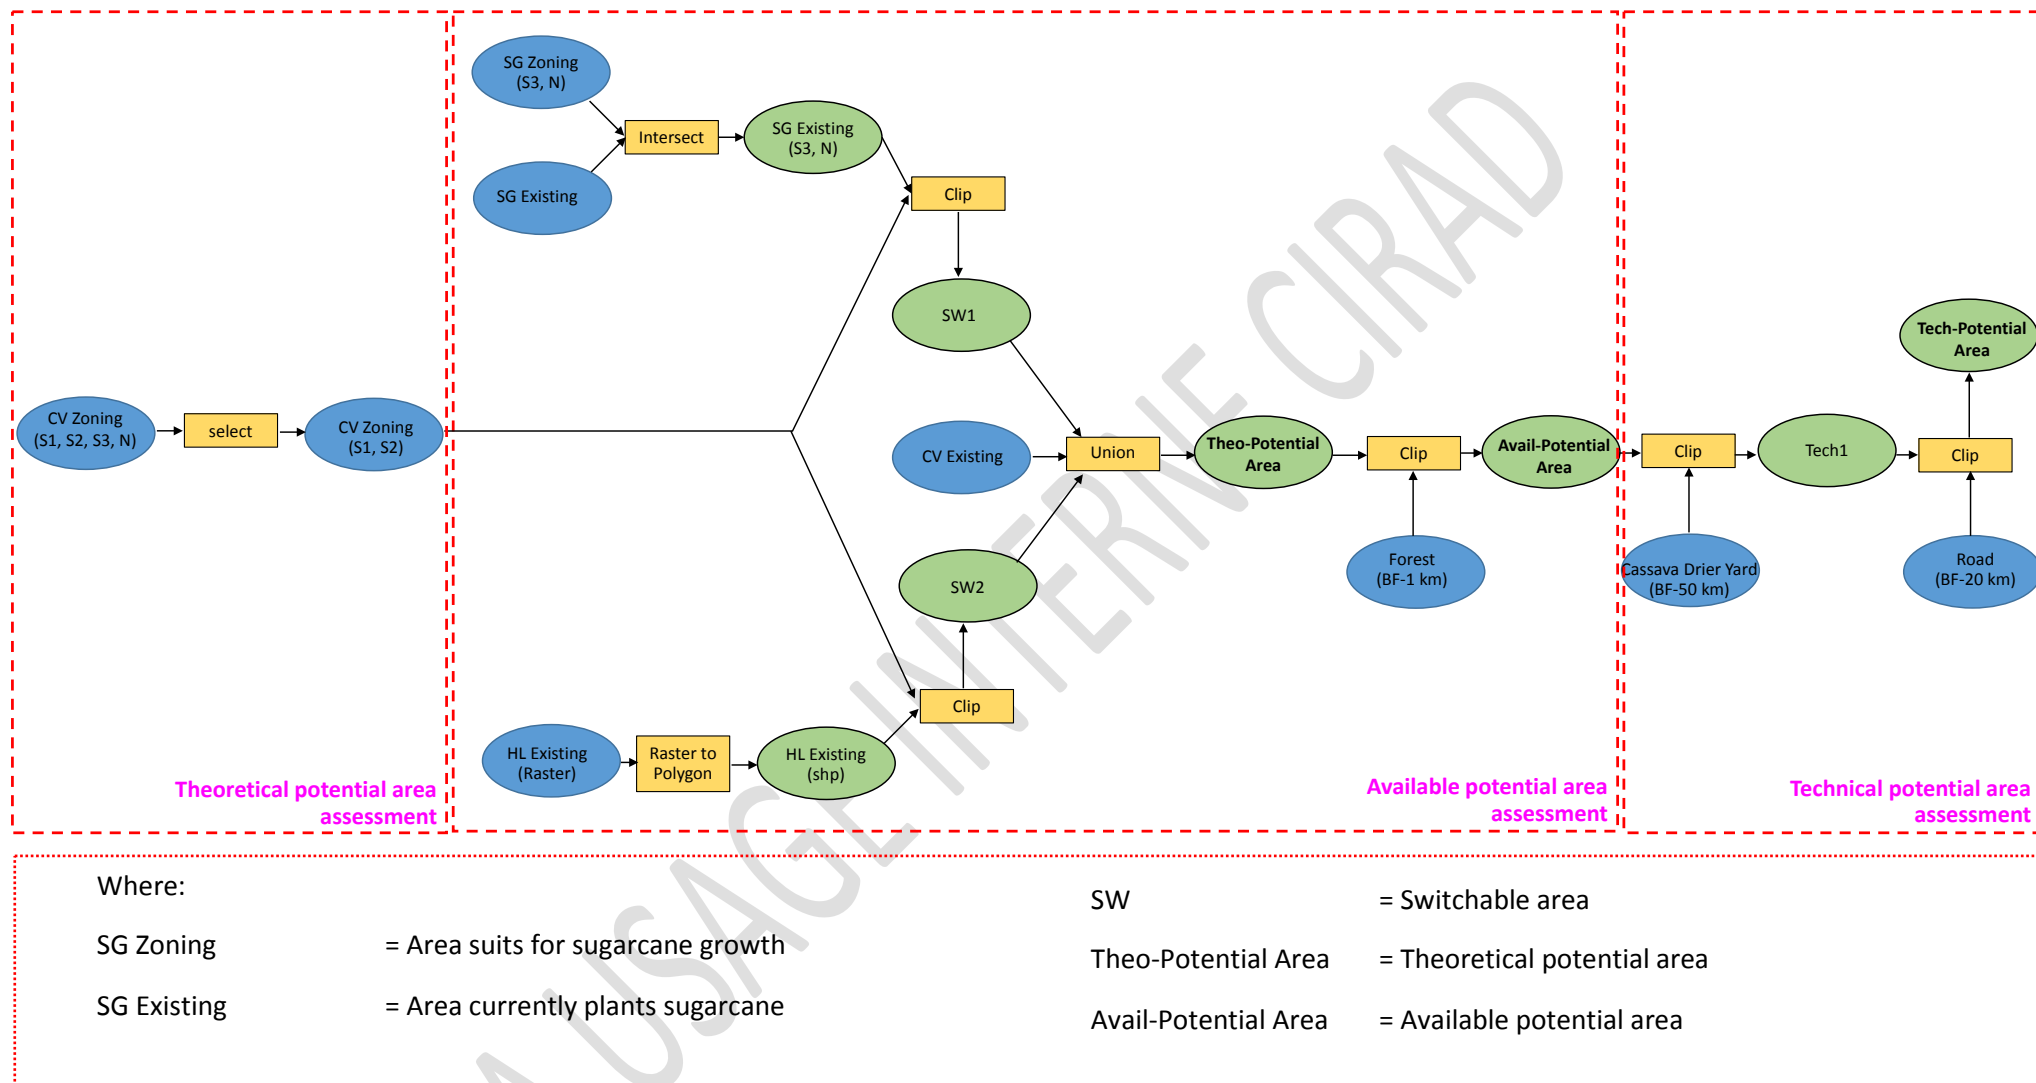 SG Zoning
(S3, N)
Intersect
SG Existing
(S3, N)
SG Existing
Clip
SW1
CV Zoning
(S1, S2, S3, N)
select
CV Zoning
(S1, S2)
CV Existing
Union
Theo-Potential
Area
Clip
Avail-Potential
Area
Forest
(BF-1 km)
SW2
Clip
HL Existing
(Raster)
Raster to
Polygon
HL Existing
(shp)
Clip
Tech1
Clip
Tech-Potential
Area
Cassava Drier Yard
(BF-50 km)
Road
(BF-20 km)
Theoretical potential area
assessment
Available potential area
assessment
Technical potential area
assessment
Where:
SG Zoning = Area suits for sugarcane growth
SG Existing = Area currently plants sugarcane
SW = Switchable area
Theo-Potential Area = Theoretical potential area
Avail-Potential Area = Available potential area
USAGE INTERNE CIRAD